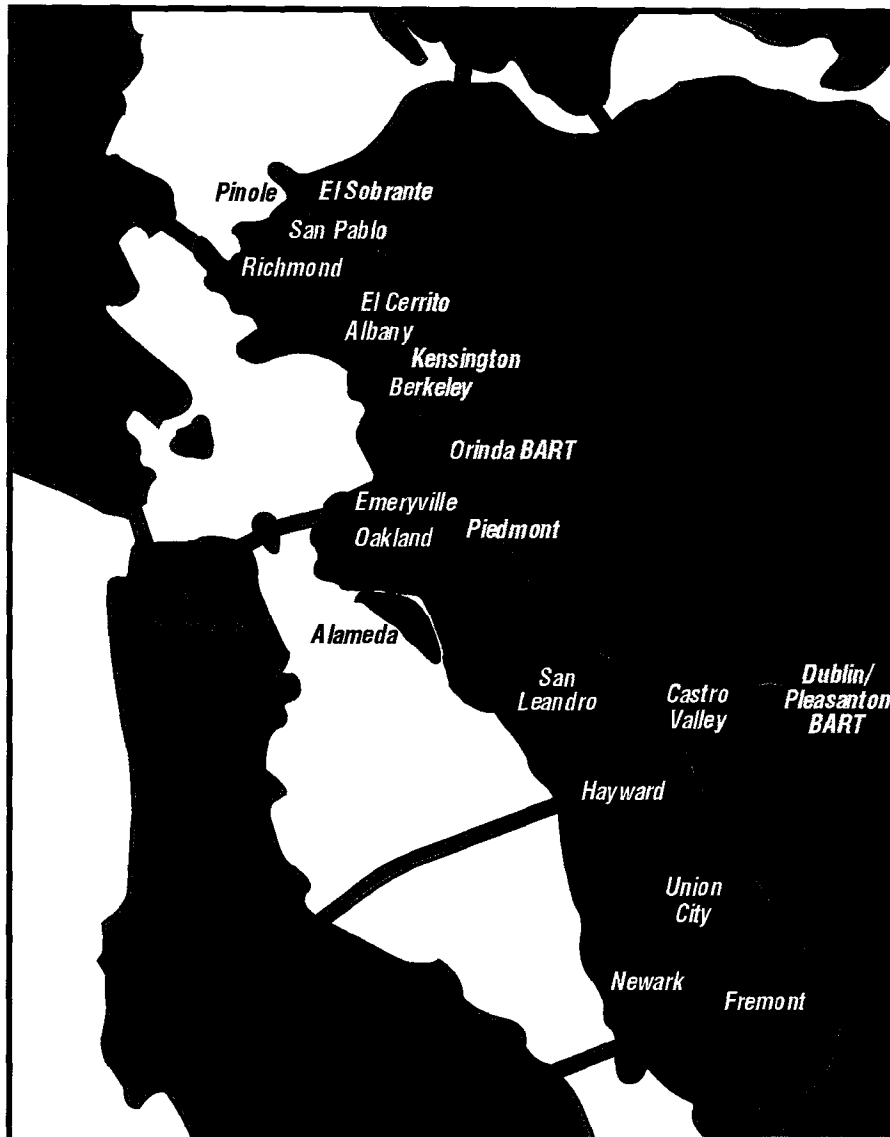 Pinole
El Sobrante
San Pablo
Richmond
El Cerrito
Albany
Kensington
Berkeley
Orinda BART
Emeryville
Oakland
Piedmont
Alameda
San
Leandro
Castro
Valley
Dublin/
Pleasanton
BART
Hayward
Union
City
Newark
Fremont